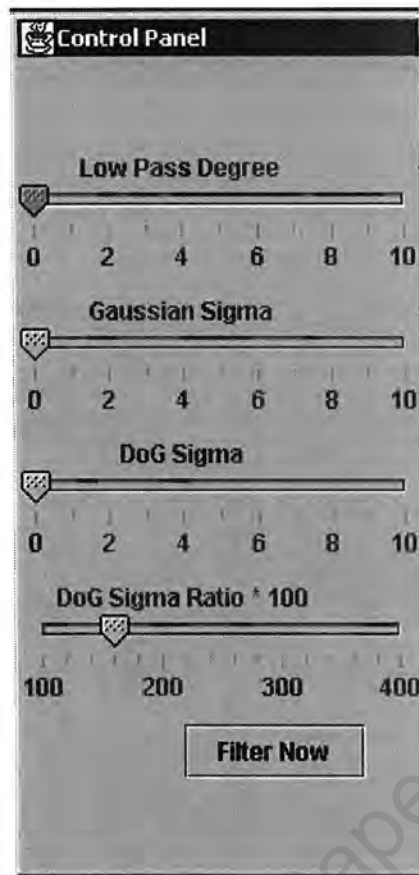 Control Panel
Low Pass Degree
0 2 4 6 8 10
Gaussian Sigma
0 2 4 6 8 10
DoG Sigma
0 2 4 6 8 10
DoG Sigma Ratio * 100
100 200 300 400
Filter Now
ape